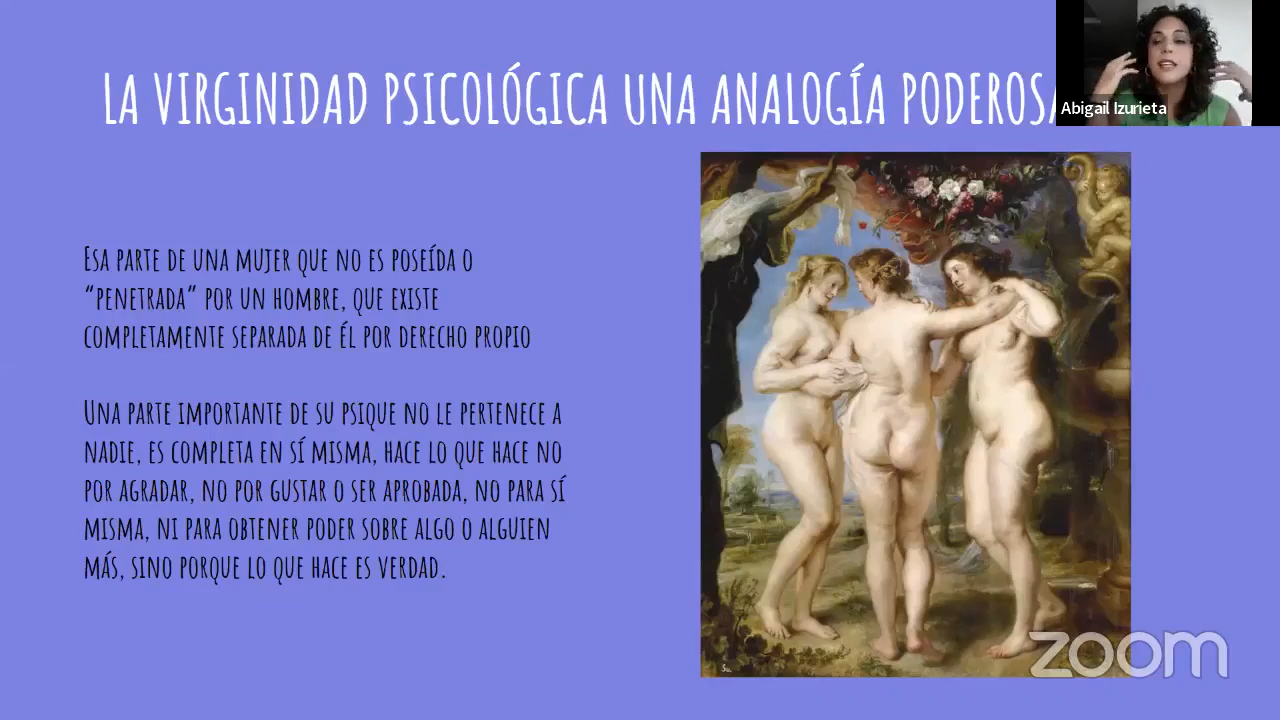 LA VIRGINIDAD PSICOLÓGICA UNA ANALOGÍA PODEROSA
Abigail Izurieta
ESA PARTE DE UNA MUJER QUE NO ES POSEÍDA O
“PENETRADA” POR UN HOMBRE, QUE EXISTE
COMPLETAMENTE SEPARADA DE ÉL POR DERECHO PROPIO
UNA PARTE IMPORTANTE DE SU PSIQUE NO LE PERTENECE A
NADIE, ES COMPLETA EN SÍ MISMA, HACE LO QUE HACE NO
POR AGRADAR, NO POR GUSTAR O SER APROBADA, NO PARA SÍ
MISMA, NI PARA OBTENER PODER SOBRE ALGO O ALGUIEN
MÁS, SINO PORQUE LO QUE HACE ES VERDAD.
zoom